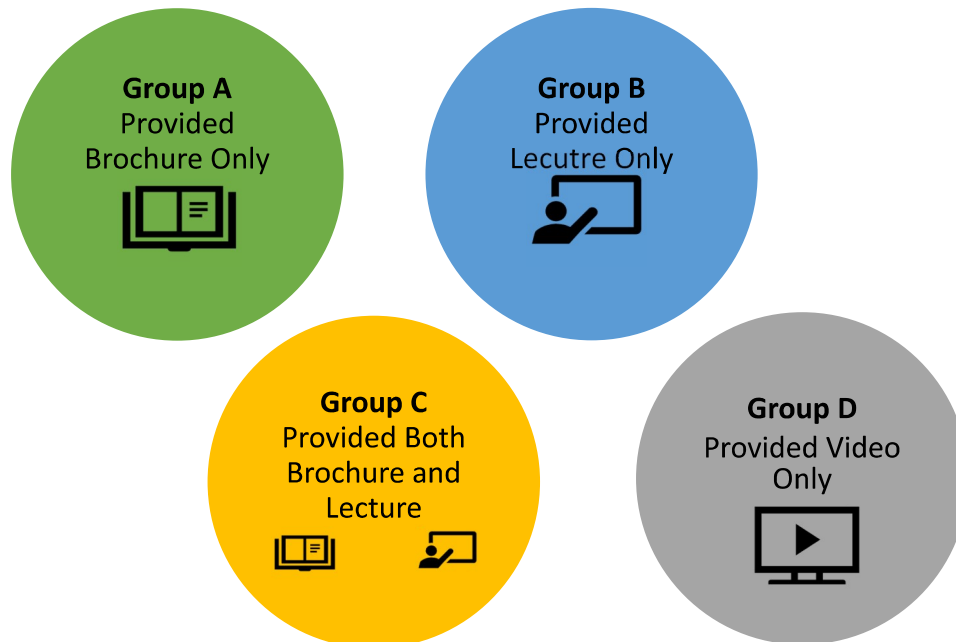 Group A
Provided
Brochure Only
Group B
Provided
Lecutre Only
Group C
Provided Both
Brochure and
Lecture
Group D
Provided Video
Only